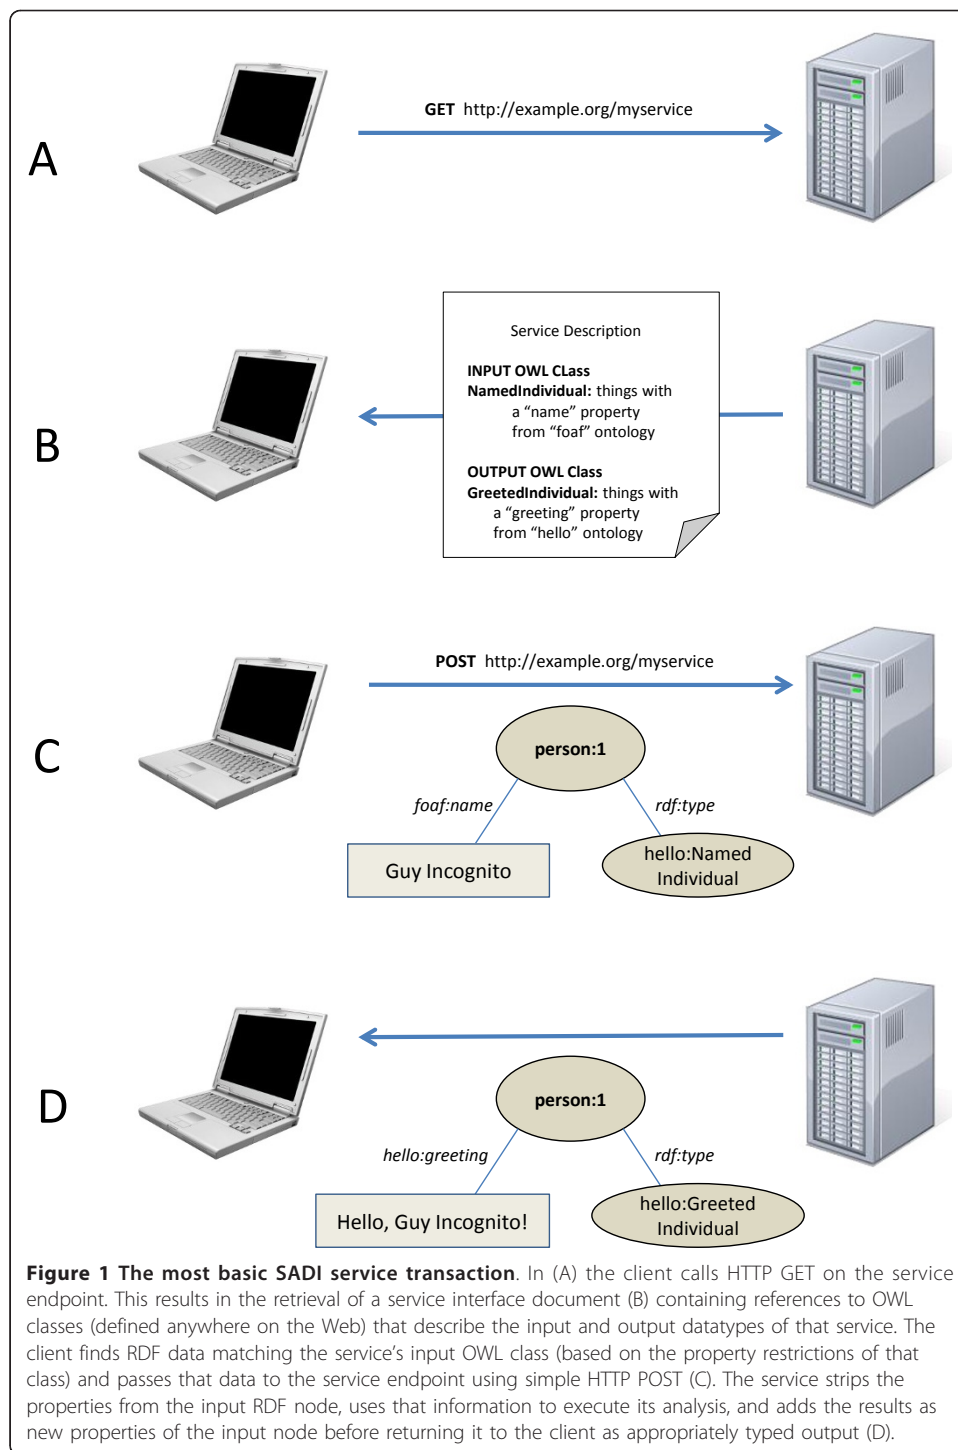 A
GET http://example.org/myservice
B
Service Description
INPUT OWL CLass
NamedIndividual: things with
a “name” property
from “foaf” ontology
OUTPUT OWL Class
GreetedIndividual: things with
a “greeting” property
from “hello” ontology
C
POST http://example.org/myservice
person:1
foaf:name
rdf:type
Guy Incognito
hello:Named
Individual
D
person:1
hello:greeting
rdf:type
Hello, Guy Incognito!
hello:Greeted
Individual
Figure 1 The most basic SADI service transaction. In (A) the client calls HTTP GET on the service
endpoint. This results in the retrieval of a service interface document (B) containing references to OWL
classes (defined anywhere on the Web) that describe the input and output datatypes of that service. The
client finds RDF data matching the service’s input OWL class (based on the property restrictions of that
class) and passes that data to the service endpoint using simple HTTP POST (C). The service strips the
properties from the input RDF node, uses that information to execute its analysis, and adds the results as
new properties of the input node before returning it to the client as appropriately typed output (D).